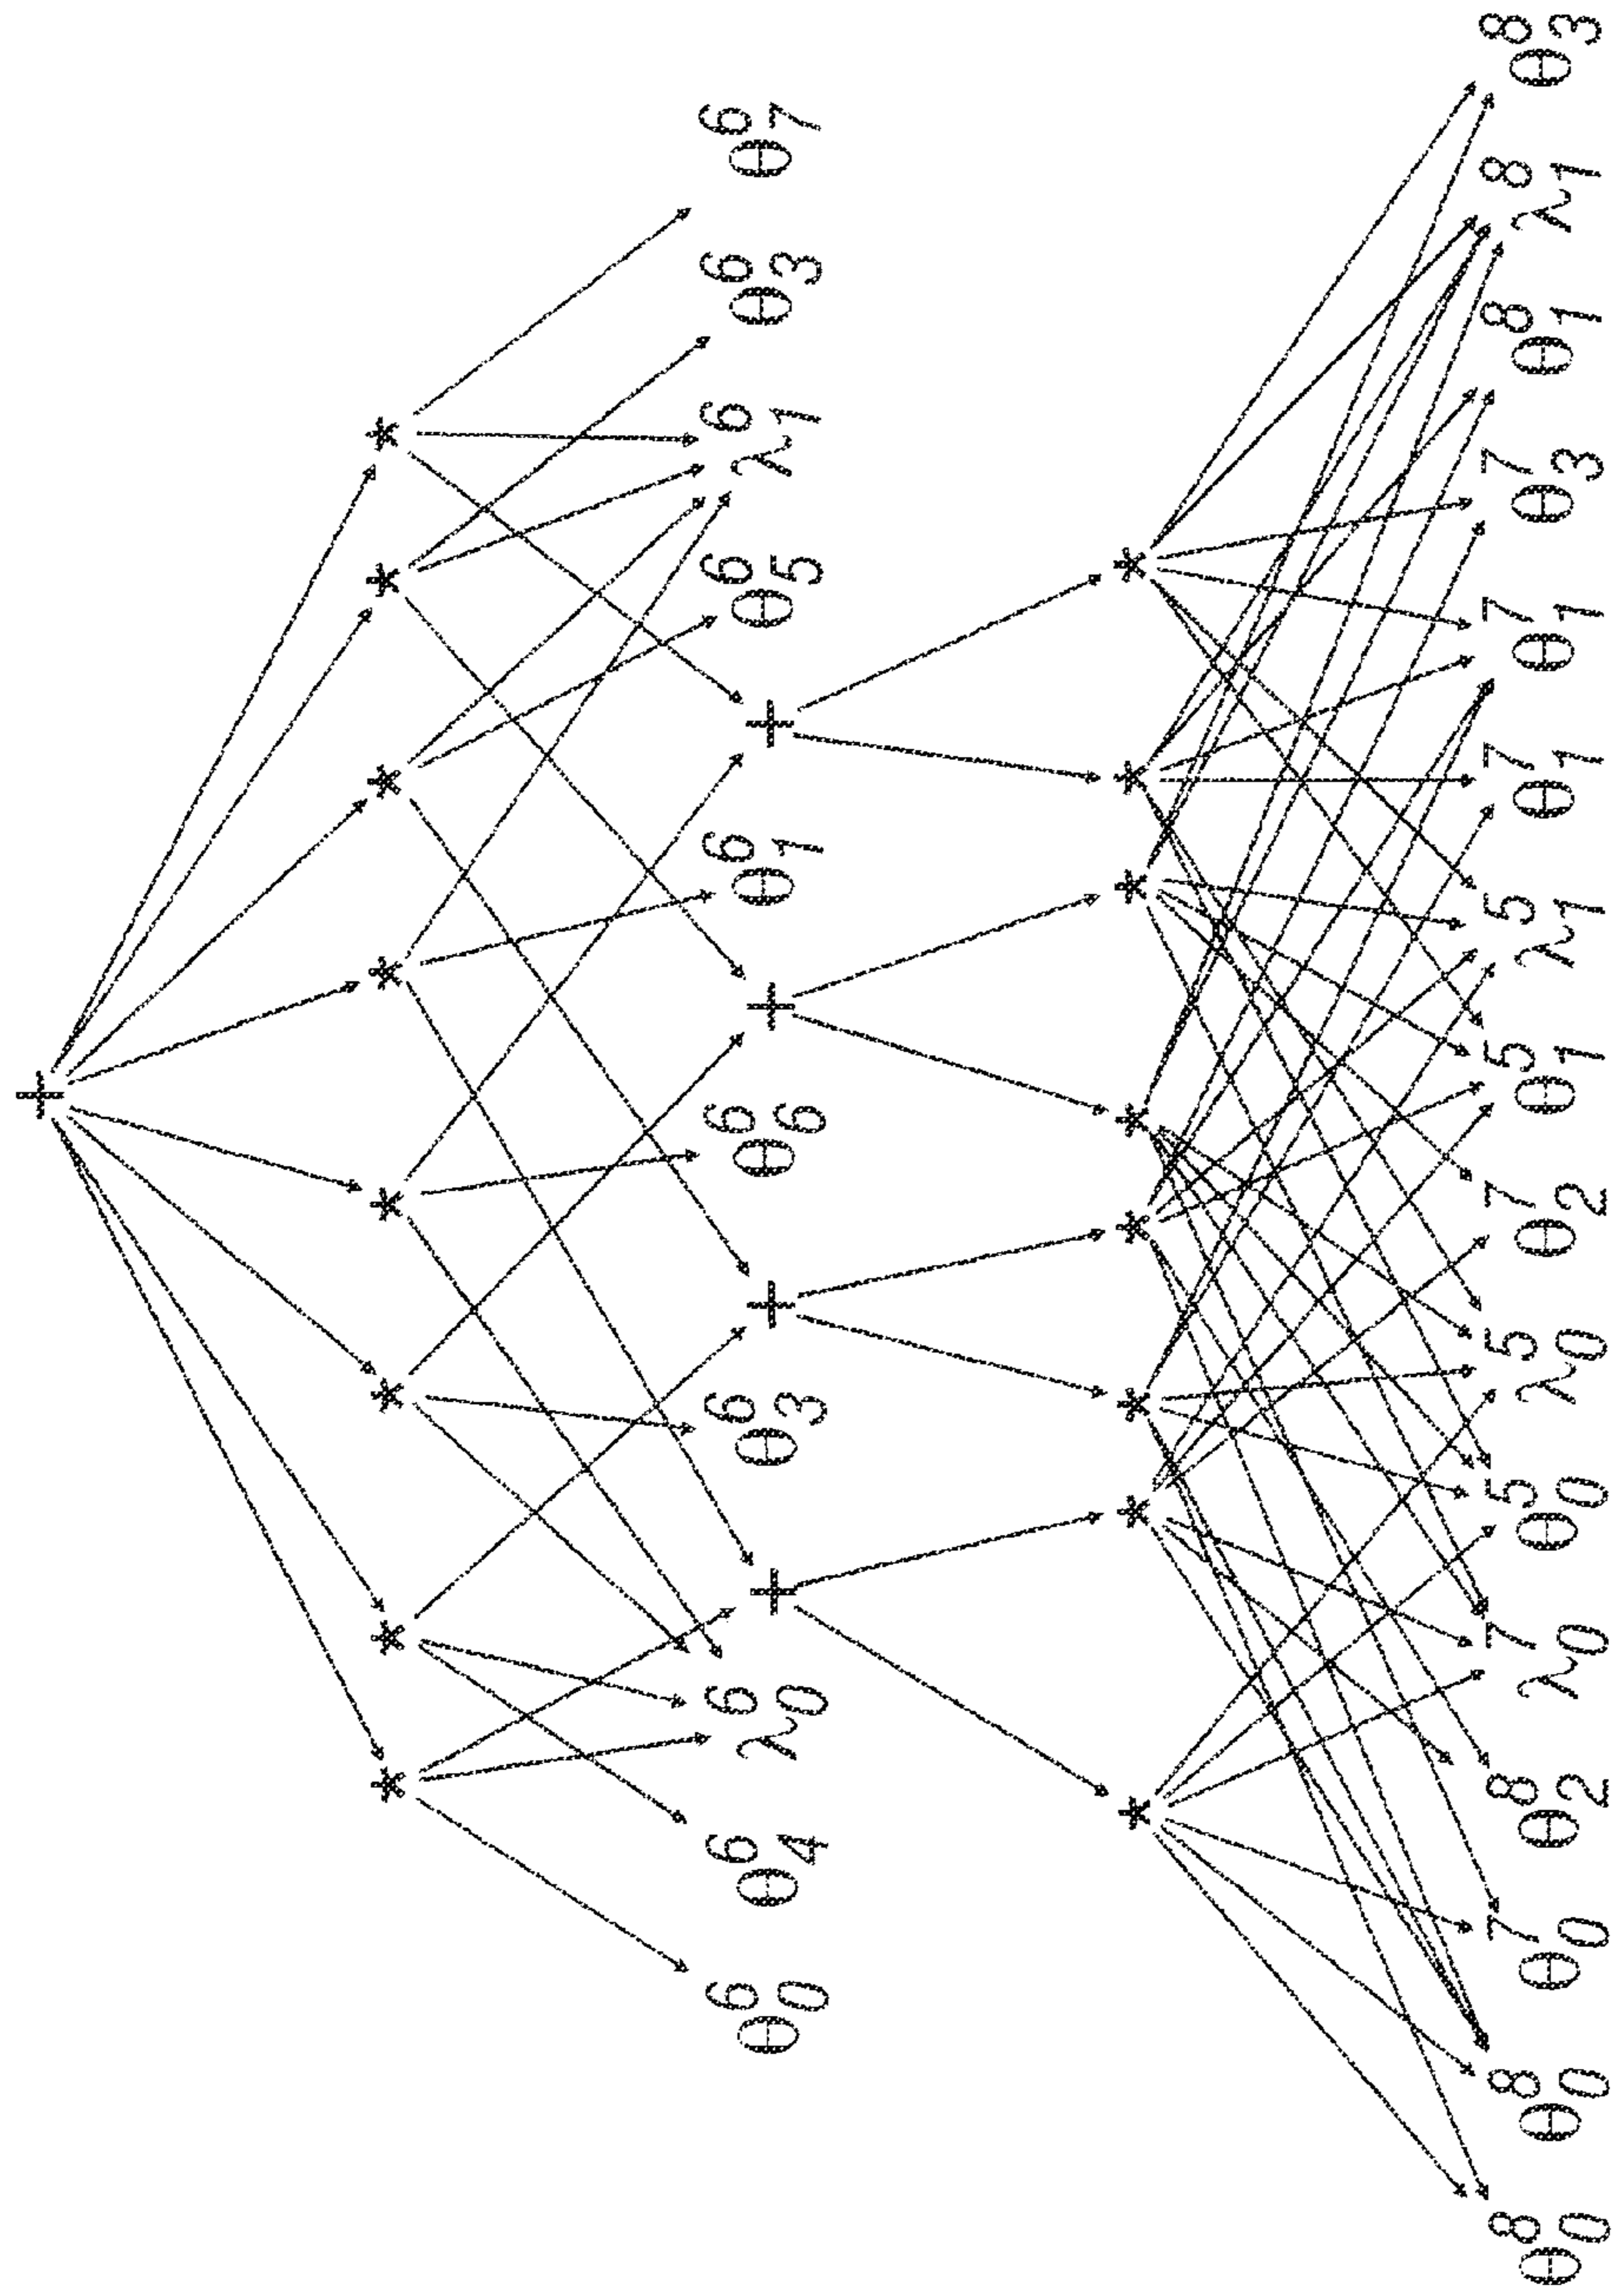 +
* * * * * * * *
θ⁶₀ θ⁶₄ λ⁶₀ + θ⁶₃ + θ⁶₆ + θ⁶₁ + θ⁶₅ λ⁶₁ θ⁶₃ θ⁶₇
* * * * * * * *
θ⁸₀ θ⁸₀ θ⁷₀ θ⁸₂ λ⁷₀ θ⁵₀ λ⁵₀ θ⁷₂ θ⁵₁ λ⁵₁ θ⁷₁ θ⁷₁ θ⁷₃ θ⁸₁ λ⁸₁ θ⁸₃